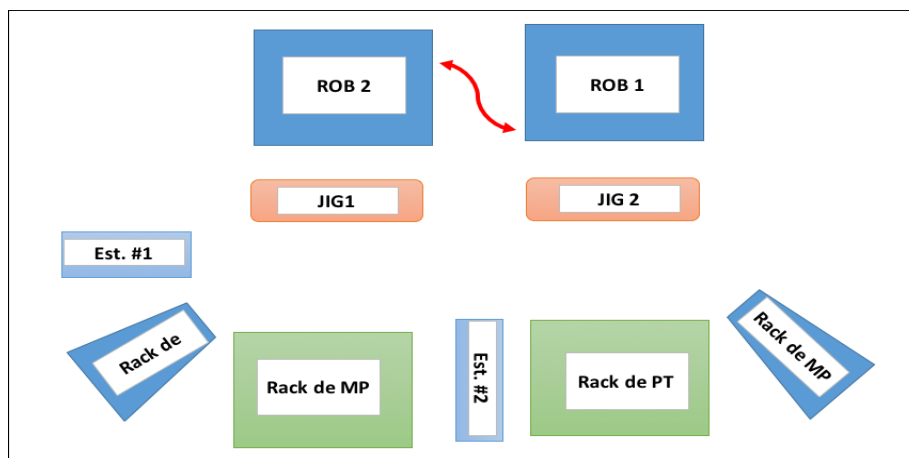 ROB 2
ROB 1
JIG1
JIG 2
Est. #1
Rack de
Rack de MP
Est. #2
Rack de PT
Rack de MP